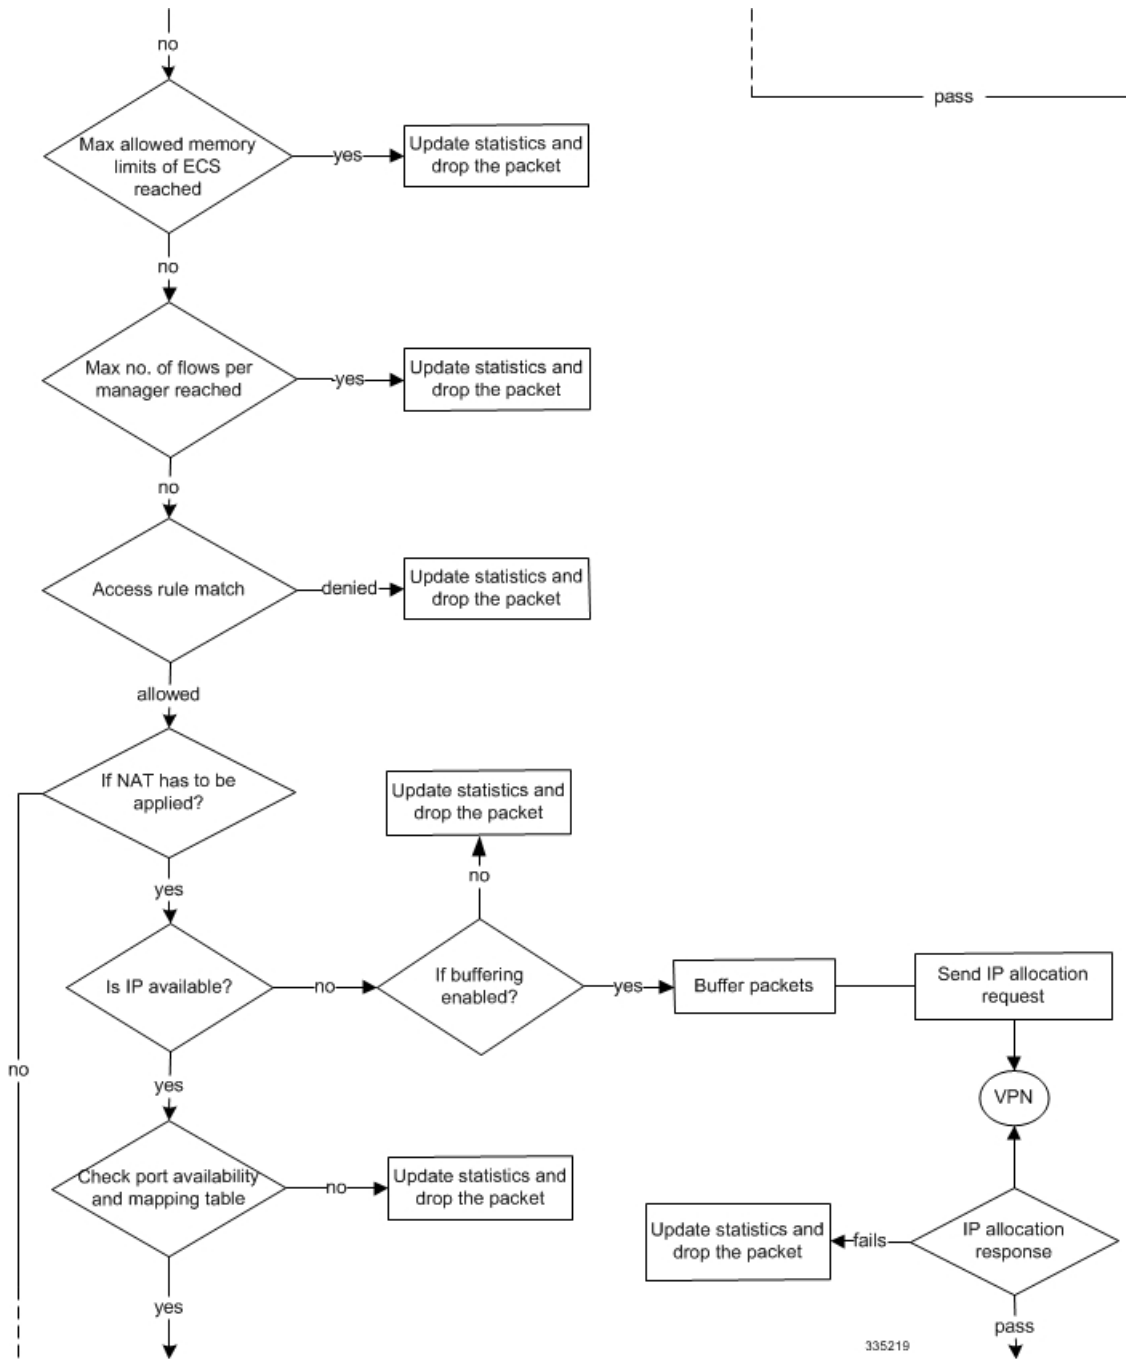 no
pass
Max allowed memory
limits of ECS
reached
yes
Update statistics and
drop the packet
no
Max no. of flows per
manager reached
yes
Update statistics and
drop the packet
no
Access rule match
denied
Update statistics and
drop the packet
allowed
If NAT has to be
applied?
Update statistics and
drop the packet
no
yes
Is IP available?
no
If buffering
enabled?
yes
Buffer packets
Send IP allocation
request
no
yes
VPN
Check port availability
and mapping table
no
Update statistics and
drop the packet
Update statistics and
drop the packet
fails
IP allocation
response
yes
pass
335219